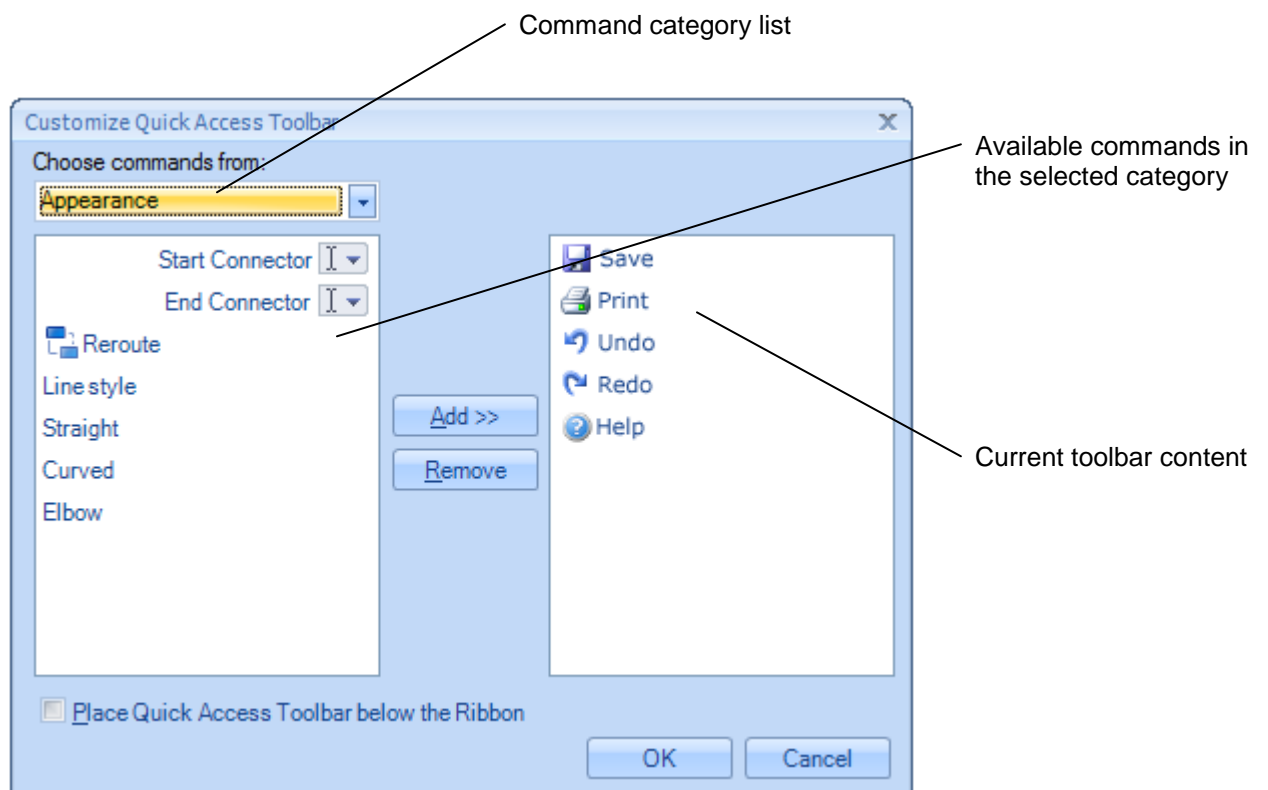 Command category list
Customize Quick Access Toolbar
Choose commands from:
Appearance
Available commands in
the selected category
Start Connector
End Connector
Reroute
Line style
Straight
Curved
Elbow
Add >>
Remove
Save
Print
Undo
Redo
Help
Current toolbar content
Place Quick Access Toolbar below the Ribbon
OK
Cancel